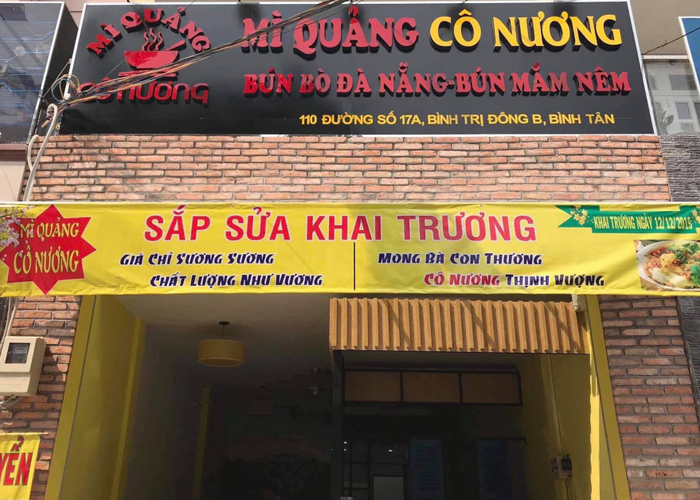 MÌ QUẢNG
CÔ NƯƠNG
MÌ QUẢNG CÔ NƯƠNG
BÚN BÒ ĐÀ NẴNG-BÚN MẮM NÊM
110 ĐƯỜNG SỐ 17A, BÌNH TRỊ ĐÔNG B, BÌNH TÂN
MÌ QUẢNG
CÔ NƯƠNG
SẮP SỬA KHAI TRƯƠNG
KHAI TRƯƠNG NGÀY 12/12/2015
GIÁ CHỈ SƯƠNG SƯƠNG
CHẤT LƯỢNG NHƯ VƯƠNG
MONG BÀ CON THƯƠNG
CÔ NƯƠNG THỊNH VƯỢNG